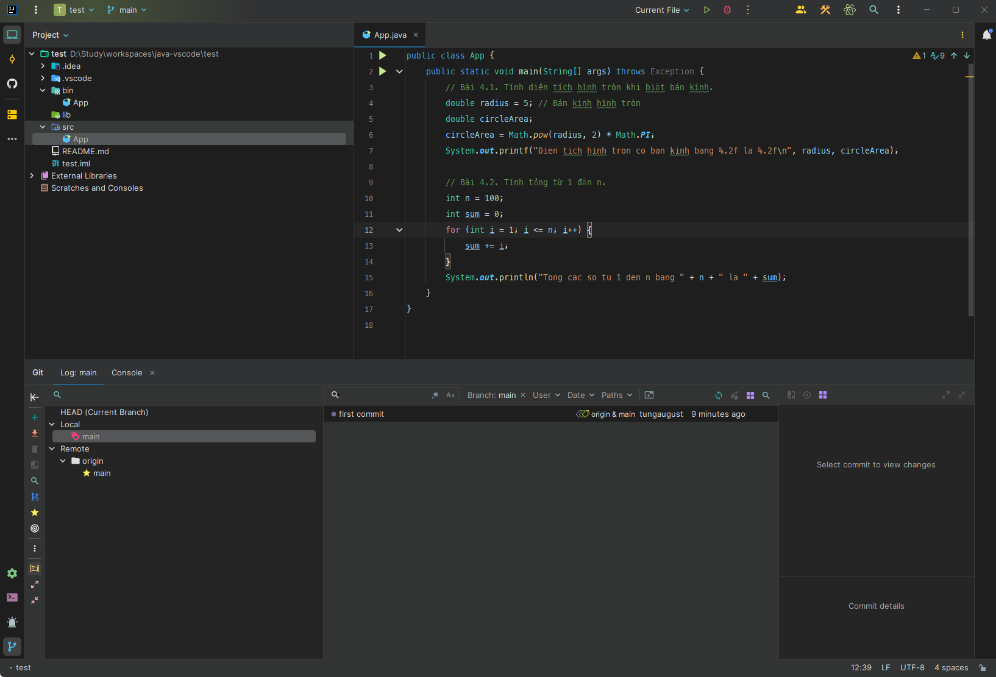 test
main
Current File
Project
App.java
test D:\Study\workspaces\java-vscode\test
.idea
.vscode
bin
App
lib
src
App
README.md
test.iml
External Libraries
Scratches and Consoles
1 9
1 public class App {
2 public static void main(String[] args) throws Exception {
3 // Bài 4.1. Tính diện tích hình tròn khi biết bán kính.
4 double radius = 5; // Bán kính hình tròn
5 double circleArea;
6 circleArea = Math.pow(radius, 2) * Math.PI;
7 System.out.printf("Dien tich hinh tron co ban kinh bang %.2f la %.2f\n", radius, circleArea);
8
9 // Bài 4.2. Tính tổng từ 1 đến n.
10 int n = 100;
11 int sum = 0;
12 for (int i = 1; i <= n; i++) {
13 sum += i;
14 }
15 System.out.println("Tong cac so tu 1 den n bang " + n + " la " + sum);
16 }
17 }
18
Git
Log: main
Console
Aa
Branch: main
User
Date
Paths
HEAD (Current Branch)
Local
main
Remote
origin
main
first commit origin & main tungaugust 9 minutes ago
Select commit to view changes
Commit details
test
12:39 LF UTF-8 4 spaces